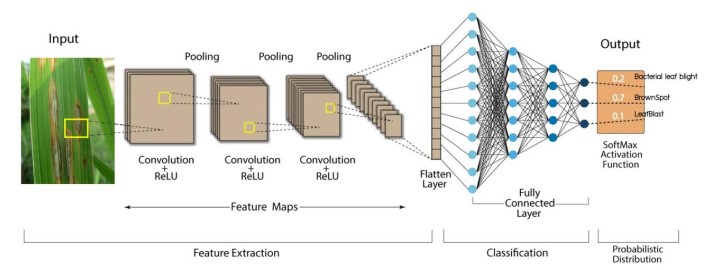 Input
Pooling
Pooling
Pooling
Output
0.2
Bacterial leaf blight
0.7
BrownSpot
0.1
LeafBlast
SoftMax
Activation
Function
Convolution
+
ReLU
Convolution
+
ReLU
Convolution
+
ReLU
Flatten
Layer
Fully
Connected
Layer
Feature Maps
Feature Extraction
Classification
Probabilistic
Distribution